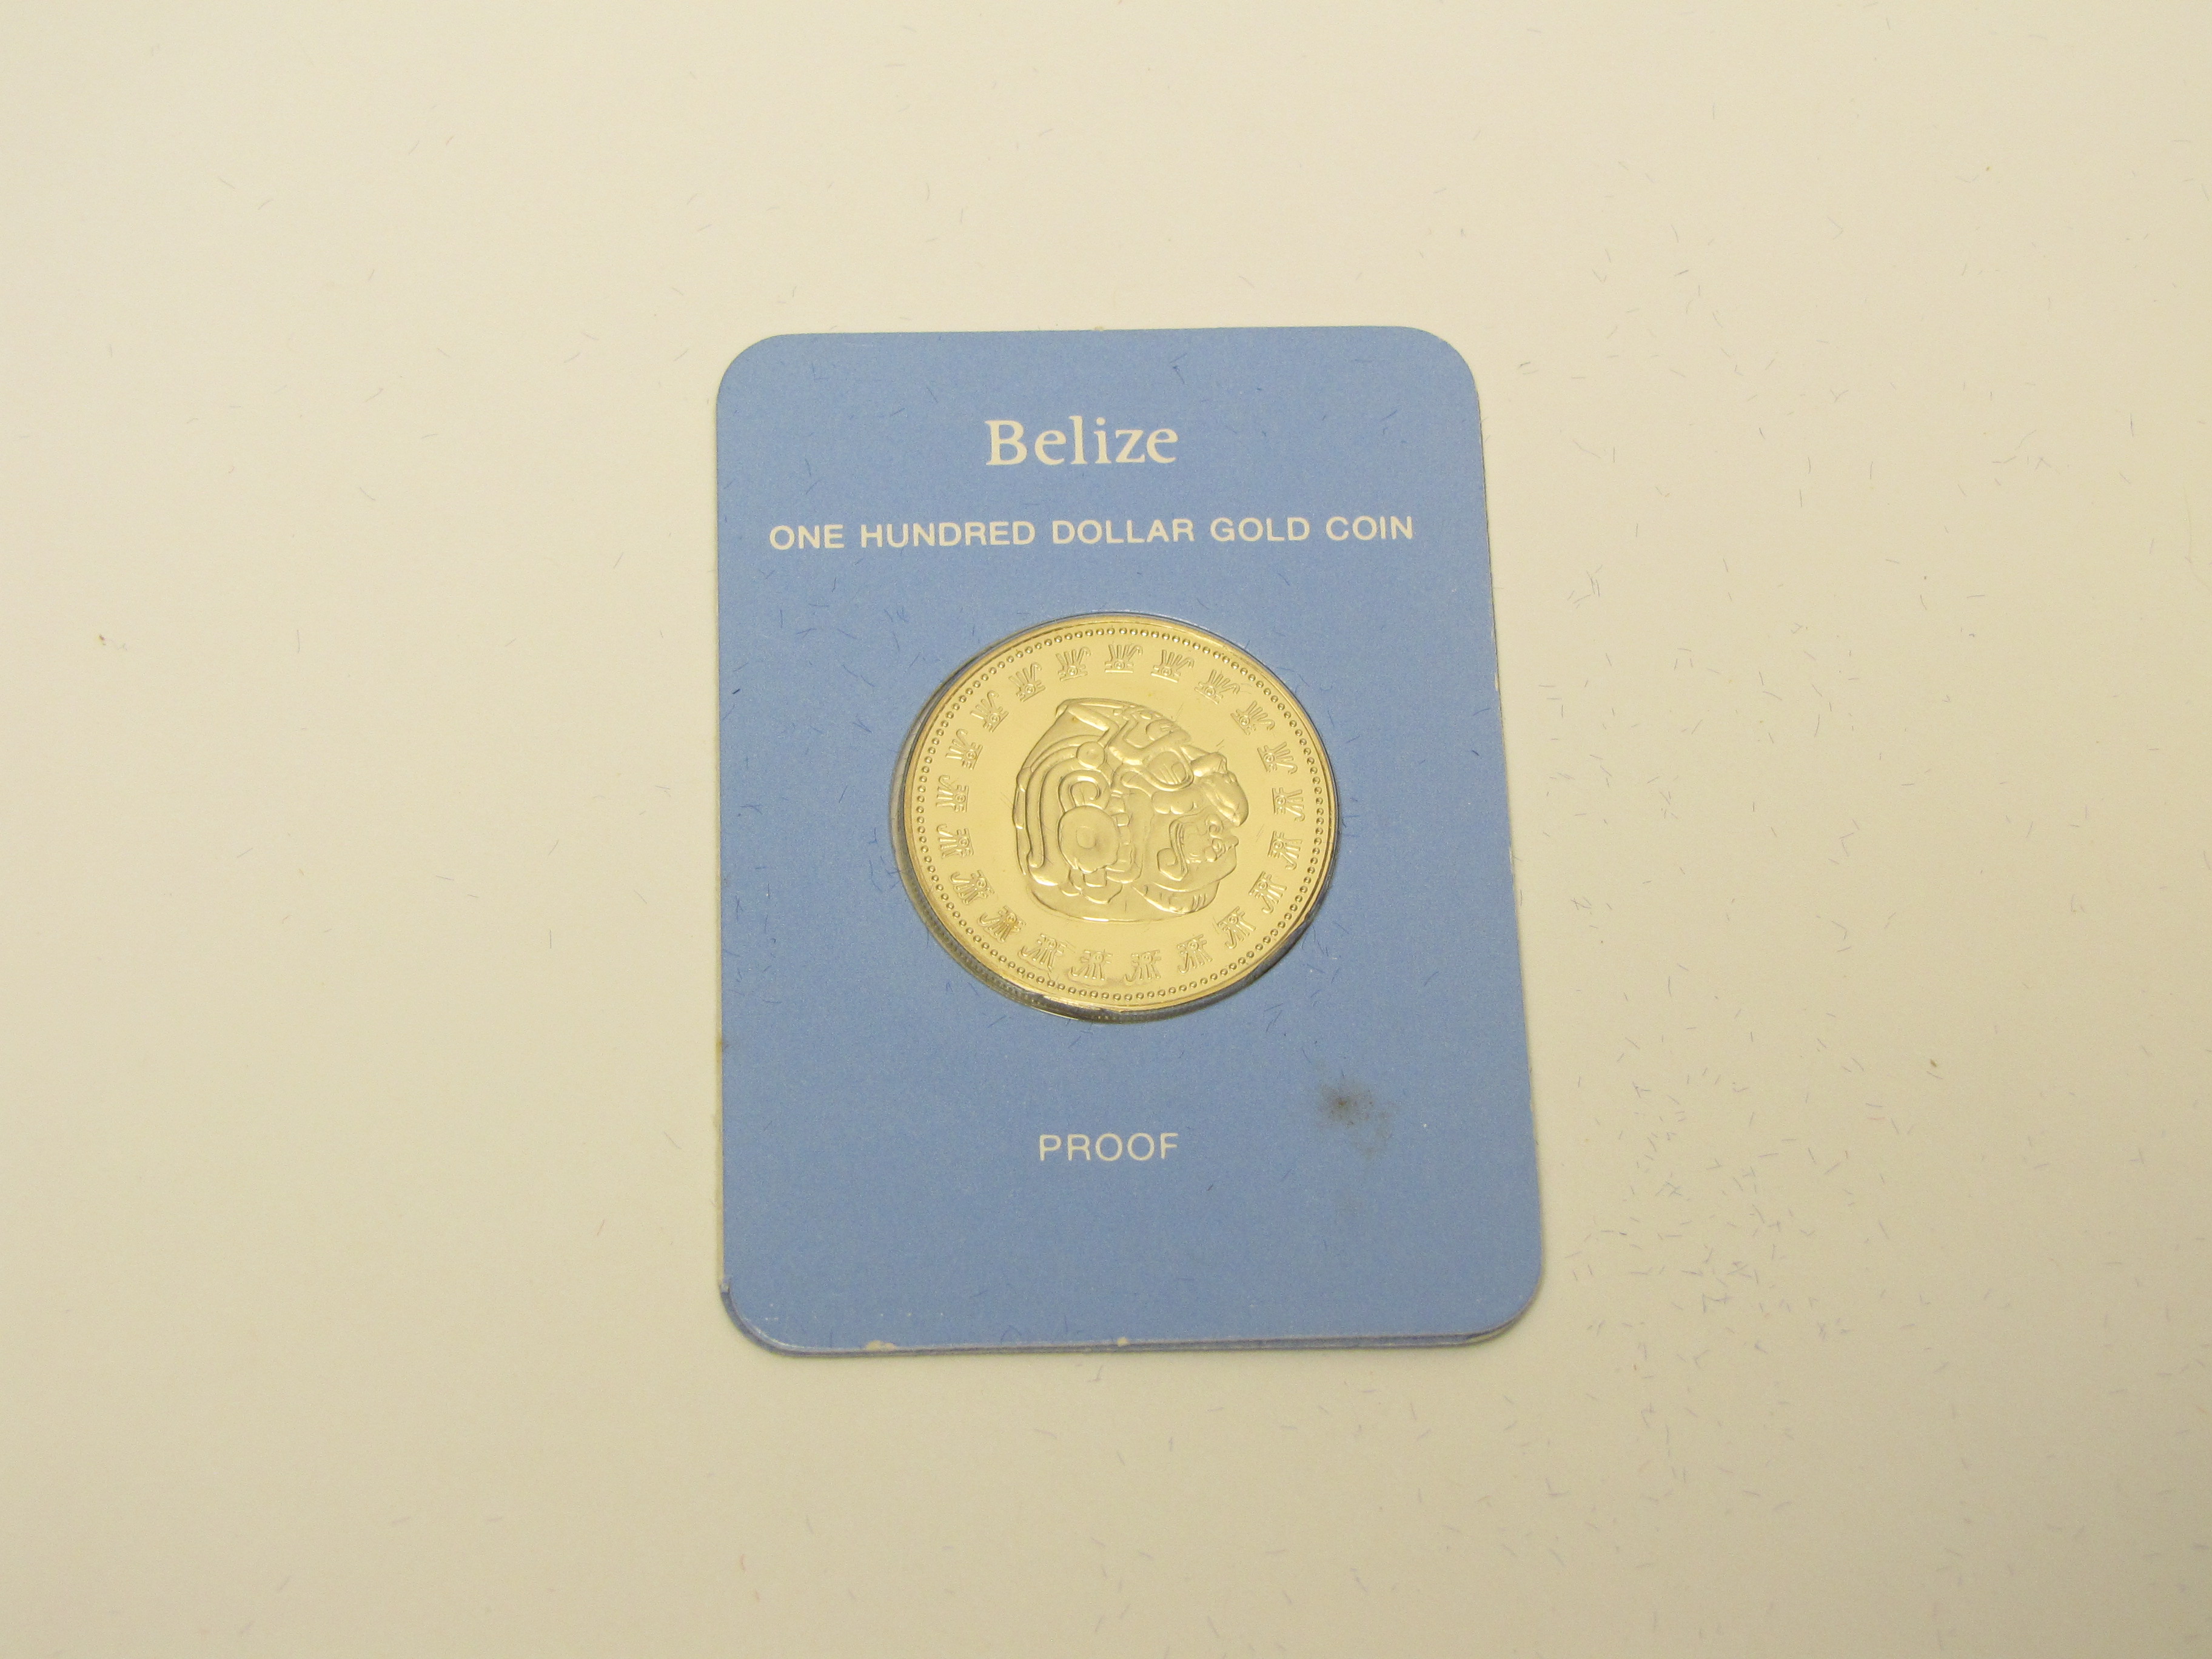 Belize
ONE HUNDRED DOLLAR GOLD COIN
PROOF